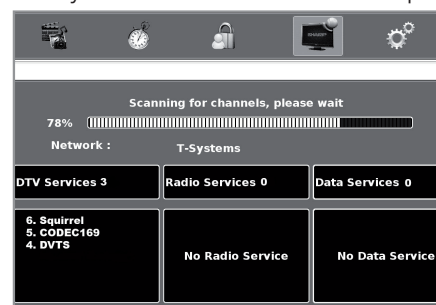 SHARP
Scanning for channels, please wait
78%
Network :
T-Systems
DTV Services 3
Radio Services 0
Data Services 0
6. Squirrel
5. CODEC169
4. DVTS
No Radio Service
No Data Service